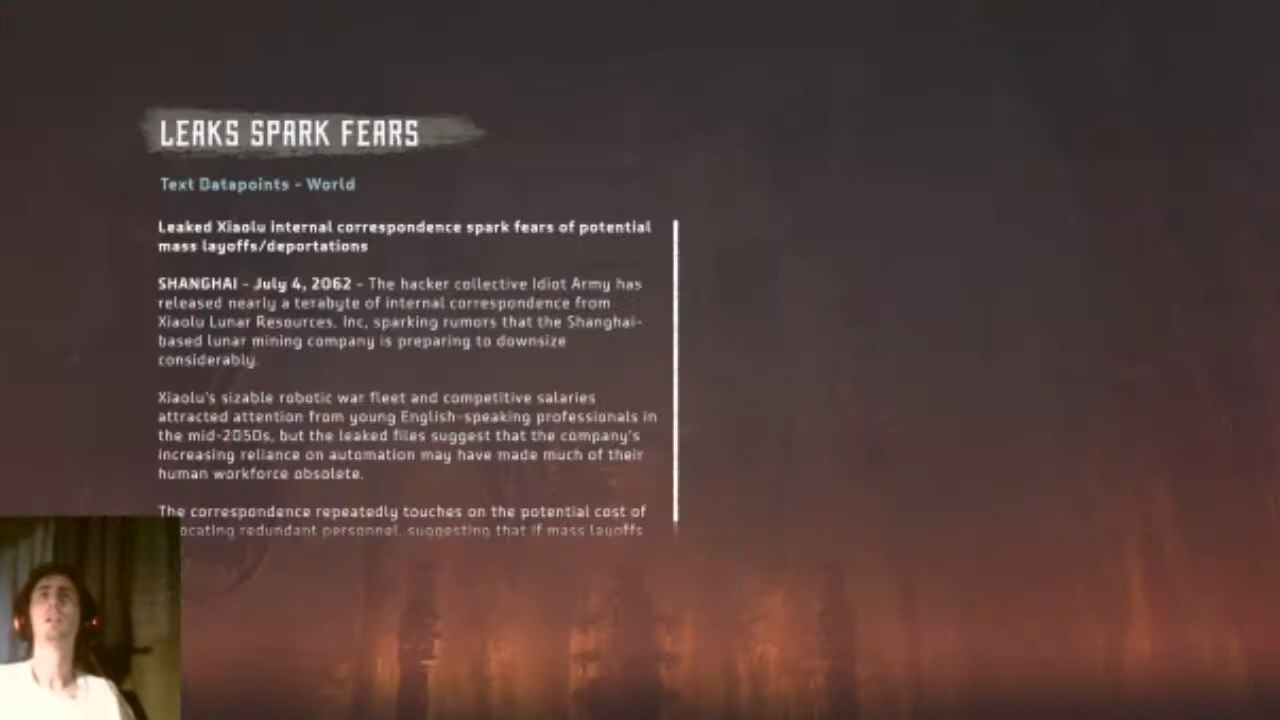 LEAKS SPARK FEARS
Text Datapoints - World
Leaked Xiaolu internal correspondence spark fears of potential
mass layoffs/deportations
SHANGHAI - July 4, 2062 - The hacker collective Idiot Army has
released nearly a terabyte of internal correspondence from
Xiaolu Lunar Resources, Inc, sparking rumors that the Shanghai-
based lunar mining company is preparing to downsize
considerably.
Xiaolu's sizable robotic war fleet and competitive salaries
attracted attention from young English-speaking professionals in
the mid-2050s, but the leaked files suggest that the company's
increasing reliance on automation may have made much of their
human workforce obsolete.
The correspondence repeatedly touches on the potential cost of
redundant personnel, suggesting that if mass layoffs